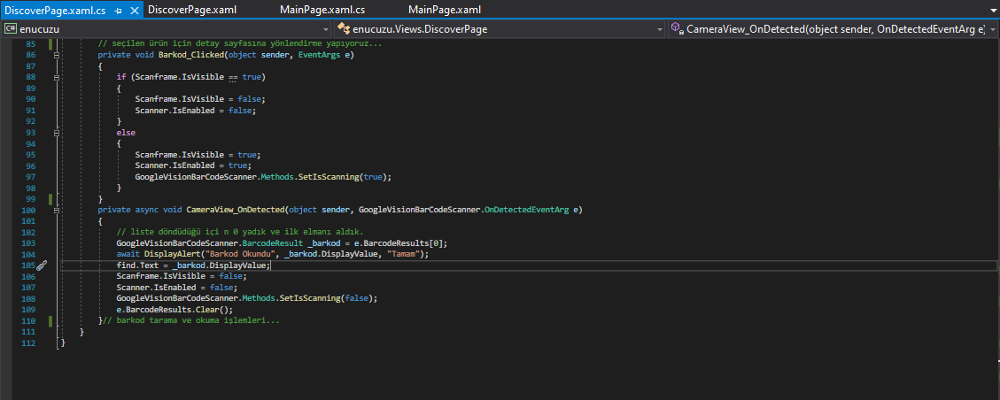 DiscoverPage.xaml.cs DiscoverPage.xaml MainPage.xaml.cs MainPage.xaml
C# enucuzu enucuzu.Views.DiscoverPage CameraView_OnDetected(object sender, OnDetectedEventArg e)
85 // seçilen ürün için detay sayfasına yönlendirme yapıyoruz...
86 private void Barkod_Clicked(object sender, EventArgs e)
87 {
88 if (Scanframe.IsVisible == true)
89 {
90 Scanframe.IsVisible = false;
91 Scanner.IsEnabled = false;
92 }
93 else
94 {
95 Scanframe.IsVisible = true;
96 Scanner.IsEnabled = true;
97 GoogleVisionBarCodeScanner.Methods.SetIsScanning(true);
98 }
99 }
100 private async void CameraView_OnDetected(object sender, GoogleVisionBarCodeScanner.OnDetectedEventArg e)
101 {
102 // liste döndüdüğü içi n 0 yadık ve ilk elmanı aldık.
103 GoogleVisionBarCodeScanner.BarcodeResult _barkod = e.BarcodeResults[0];
104 await DisplayAlert("Barkod Okundu", _barkod.DisplayValue, "Tamam");
105 find.Text = _barkod.DisplayValue;
106 Scanframe.IsVisible = false;
107 Scanner.IsEnabled = false;
108 GoogleVisionBarCodeScanner.Methods.SetIsScanning(false);
109 e.BarcodeResults.Clear();
110 }// barkod tarama ve okuma işlemleri...
111 }
112 }